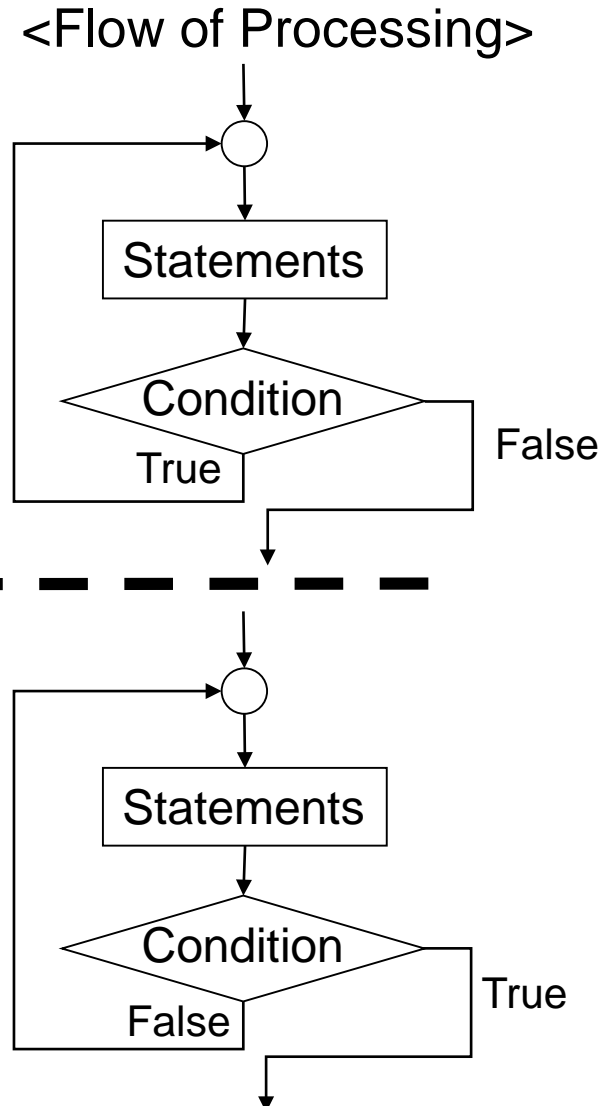 <Flow of Processing>
Statements
Condition
True
False
Statements
Condition
False
True